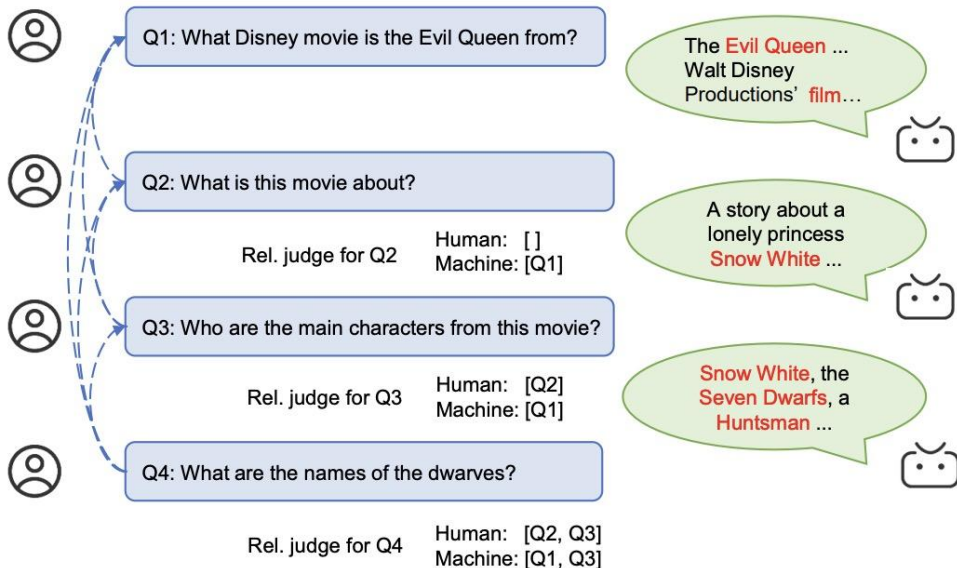 Q1: What Disney movie is the Evil Queen from?
The Evil Queen ...
Walt Disney
Productions' film...
Q2: What is this movie about?
A story about a
lonely princess
Snow White ...
Rel. judge for Q2
Human: [ ]
Machine: [Q1]
Q3: Who are the main characters from this movie?
Snow White, the
Seven Dwarfs, a
Huntsman ...
Rel. judge for Q3
Human: [Q2]
Machine: [Q1]
Q4: What are the names of the dwarves?
Rel. judge for Q4
Human: [Q2, Q3]
Machine: [Q1, Q3]